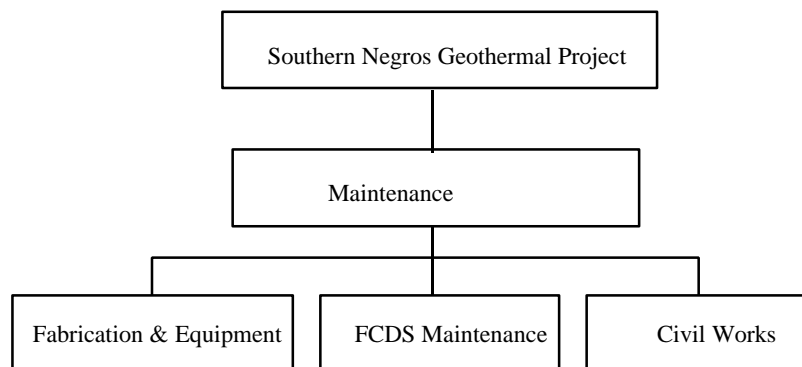 Southern Negros Geothermal Project
Maintenance
Fabrication & Equipment
FCDS Maintenance
Civil Works